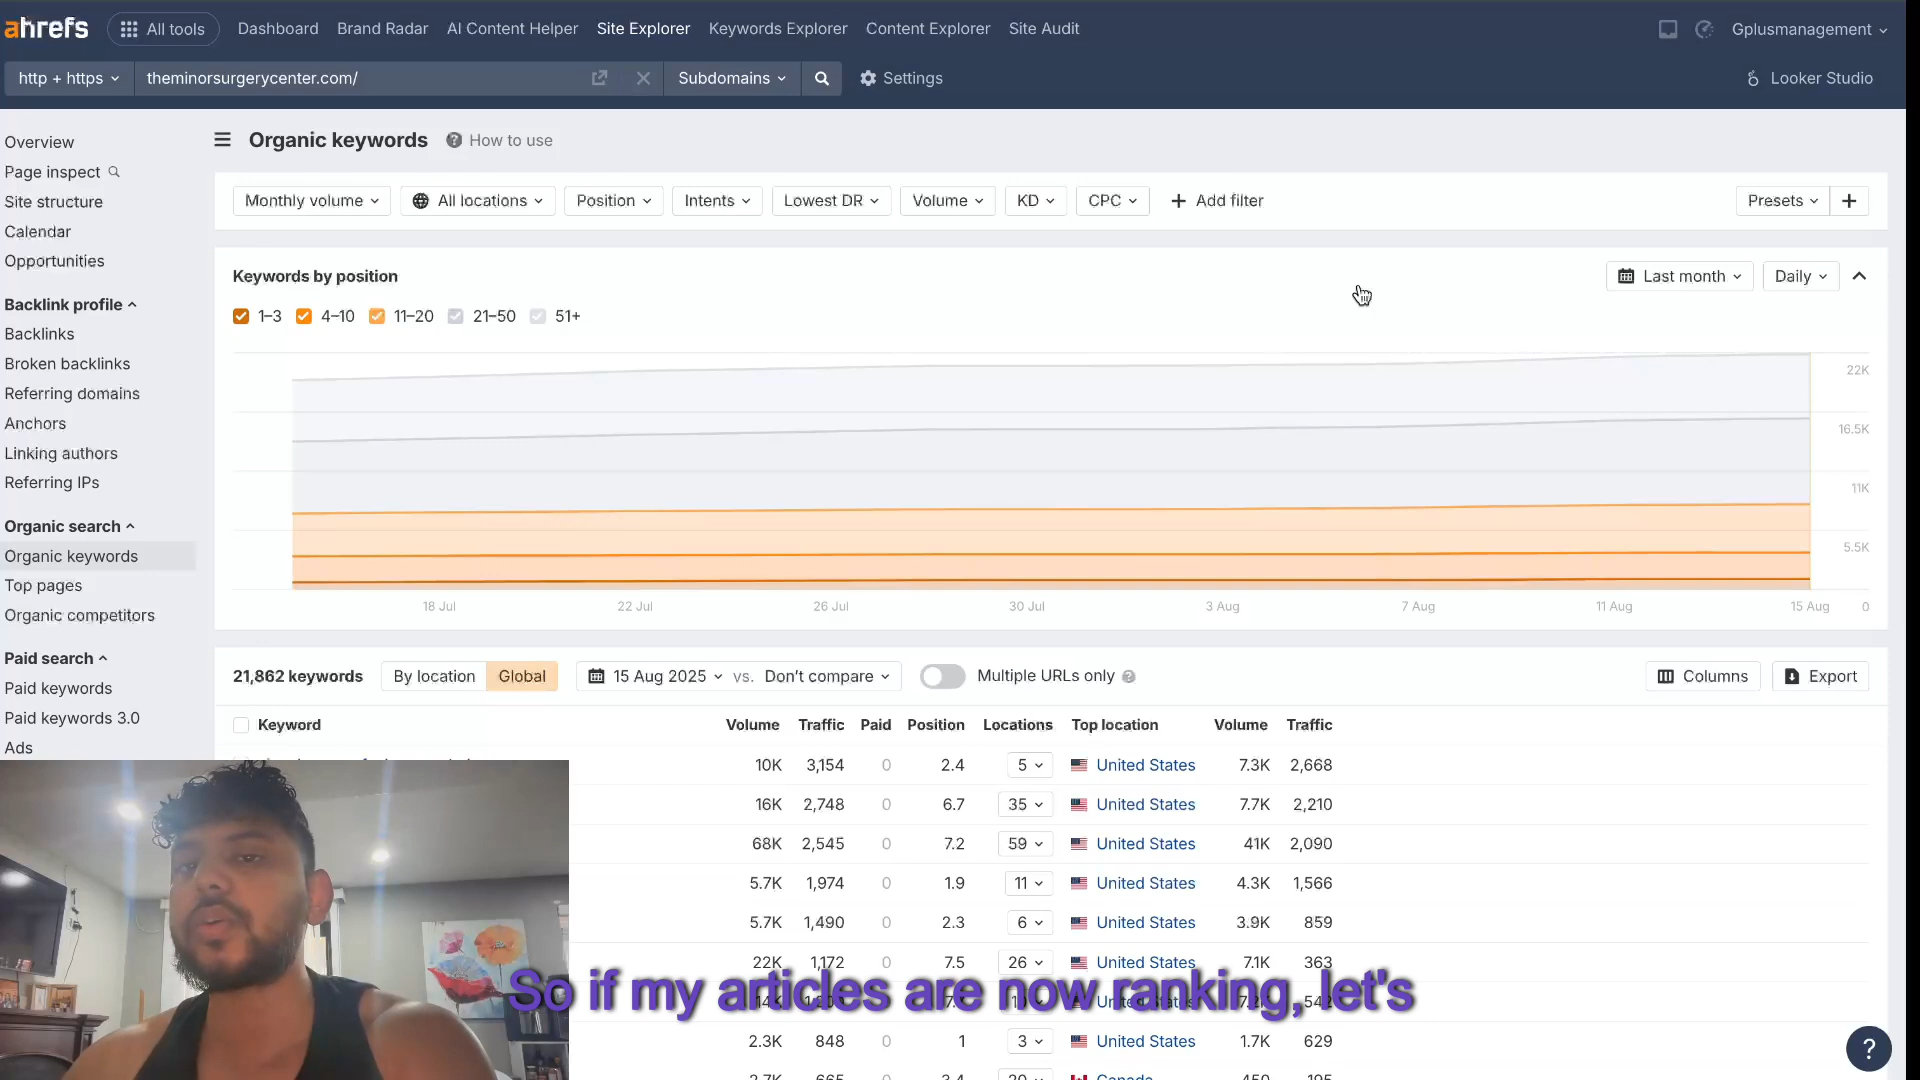 ahrefs All tools Dashboard Brand Radar AI Content Helper Site Explorer Keywords Explorer Content Explorer Site Audit Gplusmanagement
http + https theminorsurgerycenter.com/ Subdomains Settings Looker Studio
Overview
Page inspect
Site structure
Calendar
Opportunities
Backlink profile
Backlinks
Broken backlinks
Referring domains
Anchors
Linking authors
Referring IPs
Organic search
Organic keywords
Top pages
Organic competitors
Paid search
Paid keywords
Paid keywords 3.0
Ads
Organic keywords How to use
Monthly volume All locations Position Intents Lowest DR Volume KD CPC Add filter Presets
Keywords by position Last month Daily
1–3 4–10 11–20 21–50 51+
22K
16.5K
11K
5.5K
18 Jul 22 Jul 26 Jul 30 Jul 3 Aug 7 Aug 11 Aug 15 Aug 0
21,862 keywords By location Global 15 Aug 2025 vs. Don't compare Multiple URLs only Columns Export
Keyword Volume Traffic Paid Position Locations Top location Volume Traffic
10K 3,154 0 2.4 5 United States 7.3K 2,668
16K 2,748 0 6.7 35 United States 7.7K 2,210
68K 2,545 0 7.2 59 United States 41K 2,090
5.7K 1,974 0 1.9 11 United States 4.3K 1,566
5.7K 1,490 0 2.3 6 United States 3.9K 859
22K 1,172 0 7.5 26 United States 7.1K 363
So if my articles are now ranking, let's
2.3K 848 0 1 3 United States 1.7K 629
?